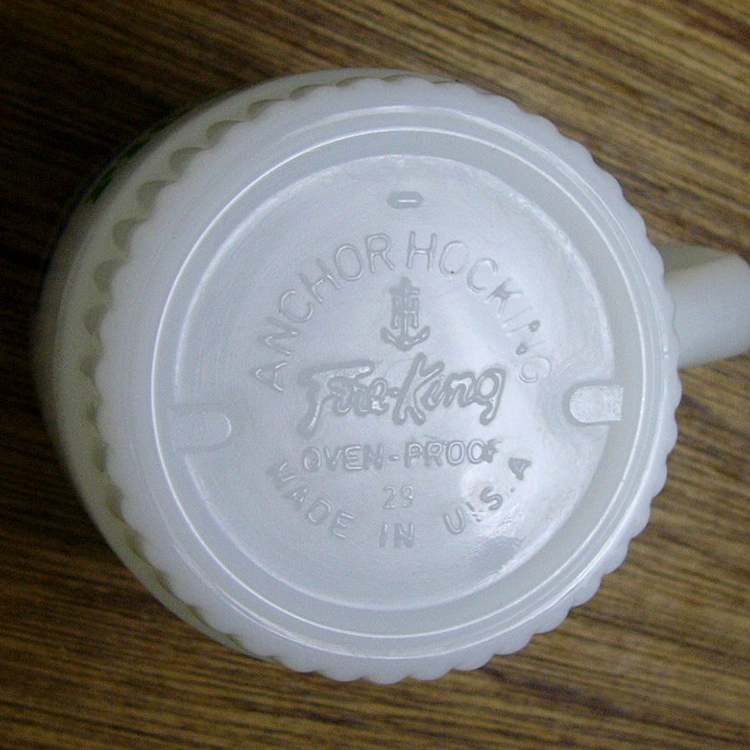 ANCHOR HOCKING
Fire-King
OVEN-PROOF
29
MADE IN U.S.A